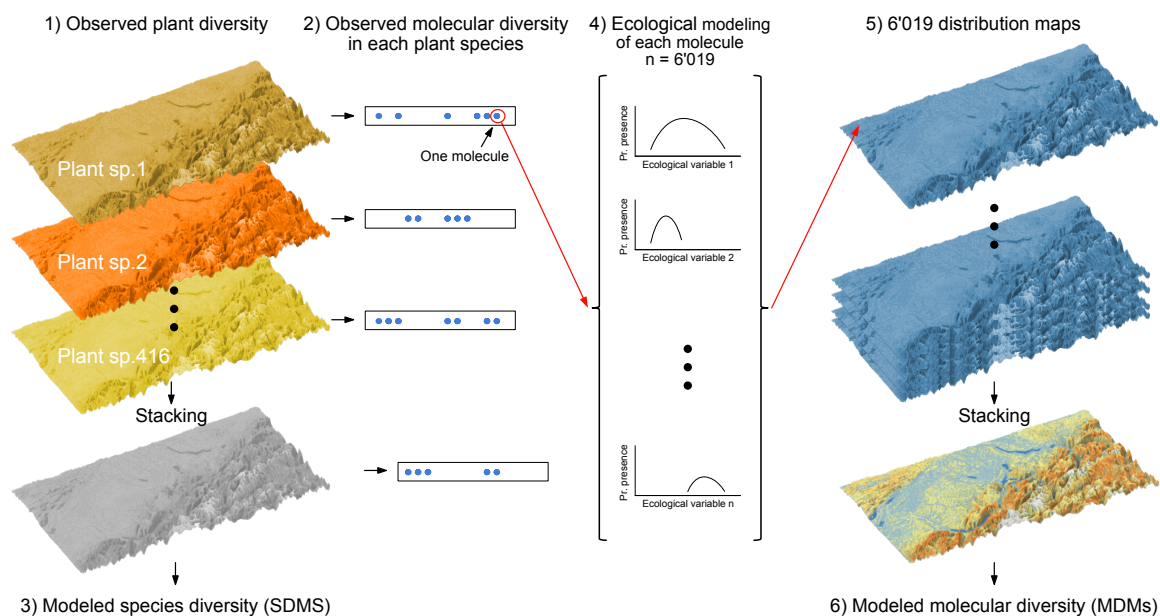 1) Observed plant diversity
2) Observed molecular diversity
in each plant species
4) Ecological modeling
of each molecule
n = 6'019
5) 6'019 distribution maps
Plant sp.1
One molecule
Pr. presence
Ecological variable 1
Plant sp.2
Pr. presence
Ecological variable 2
Plant sp.416
Stacking
Stacking
Pr. presence
Ecological variable n
3) Modeled species diversity (SDMS)
6) Modeled molecular diversity (MDMs)